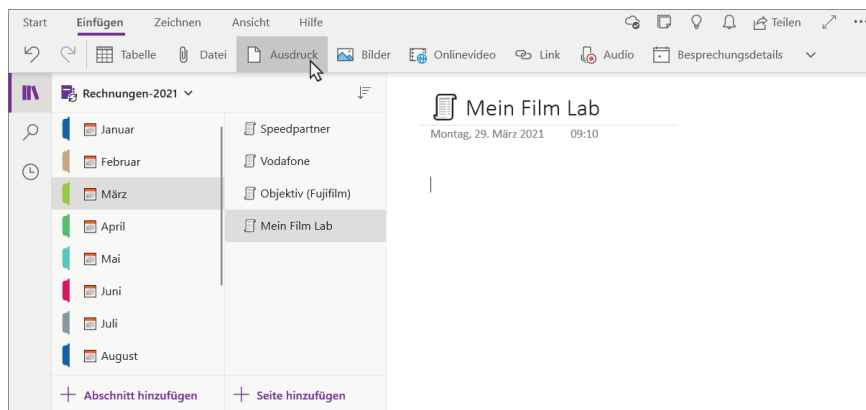 Start Einfügen Zeichnen Ansicht Hilfe Teilen
Tabelle Datei Ausdruck Bilder Onlinevideo Link Audio Besprechungsdetails
Rechnungen-2021
Januar
Februar
März
April
Mai
Juni
Juli
August
Abschnitt hinzufügen
Speedpartner
Vodafone
Objektiv (Fujifilm)
Mein Film Lab
Seite hinzufügen
Mein Film Lab
Montag, 29. März 2021 09:10